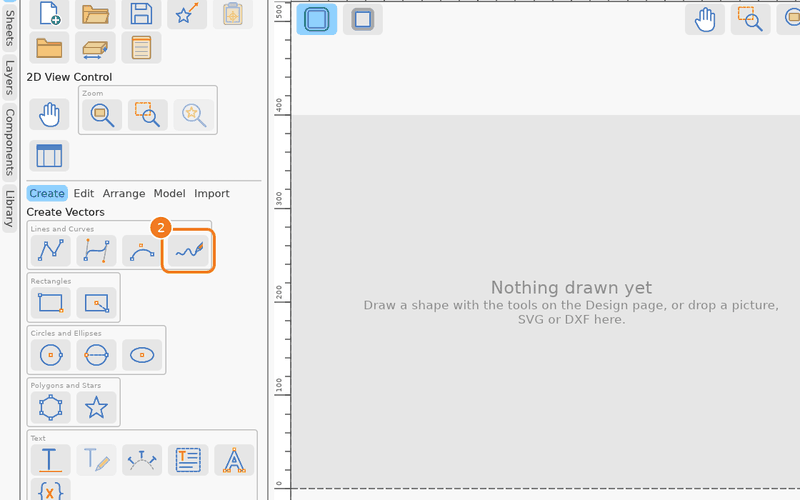 Sheets
Layers
Components
Library
2D View Control
Zoom
Create Edit Arrange Model Import
Create Vectors
Lines and Curves
2
Rectangles
Circles and Ellipses
Polygons and Stars
Text
500
400
300
200
100
0
Nothing drawn yet
Draw a shape with the tools on the Design page, or drop a picture,
SVG or DXF here.